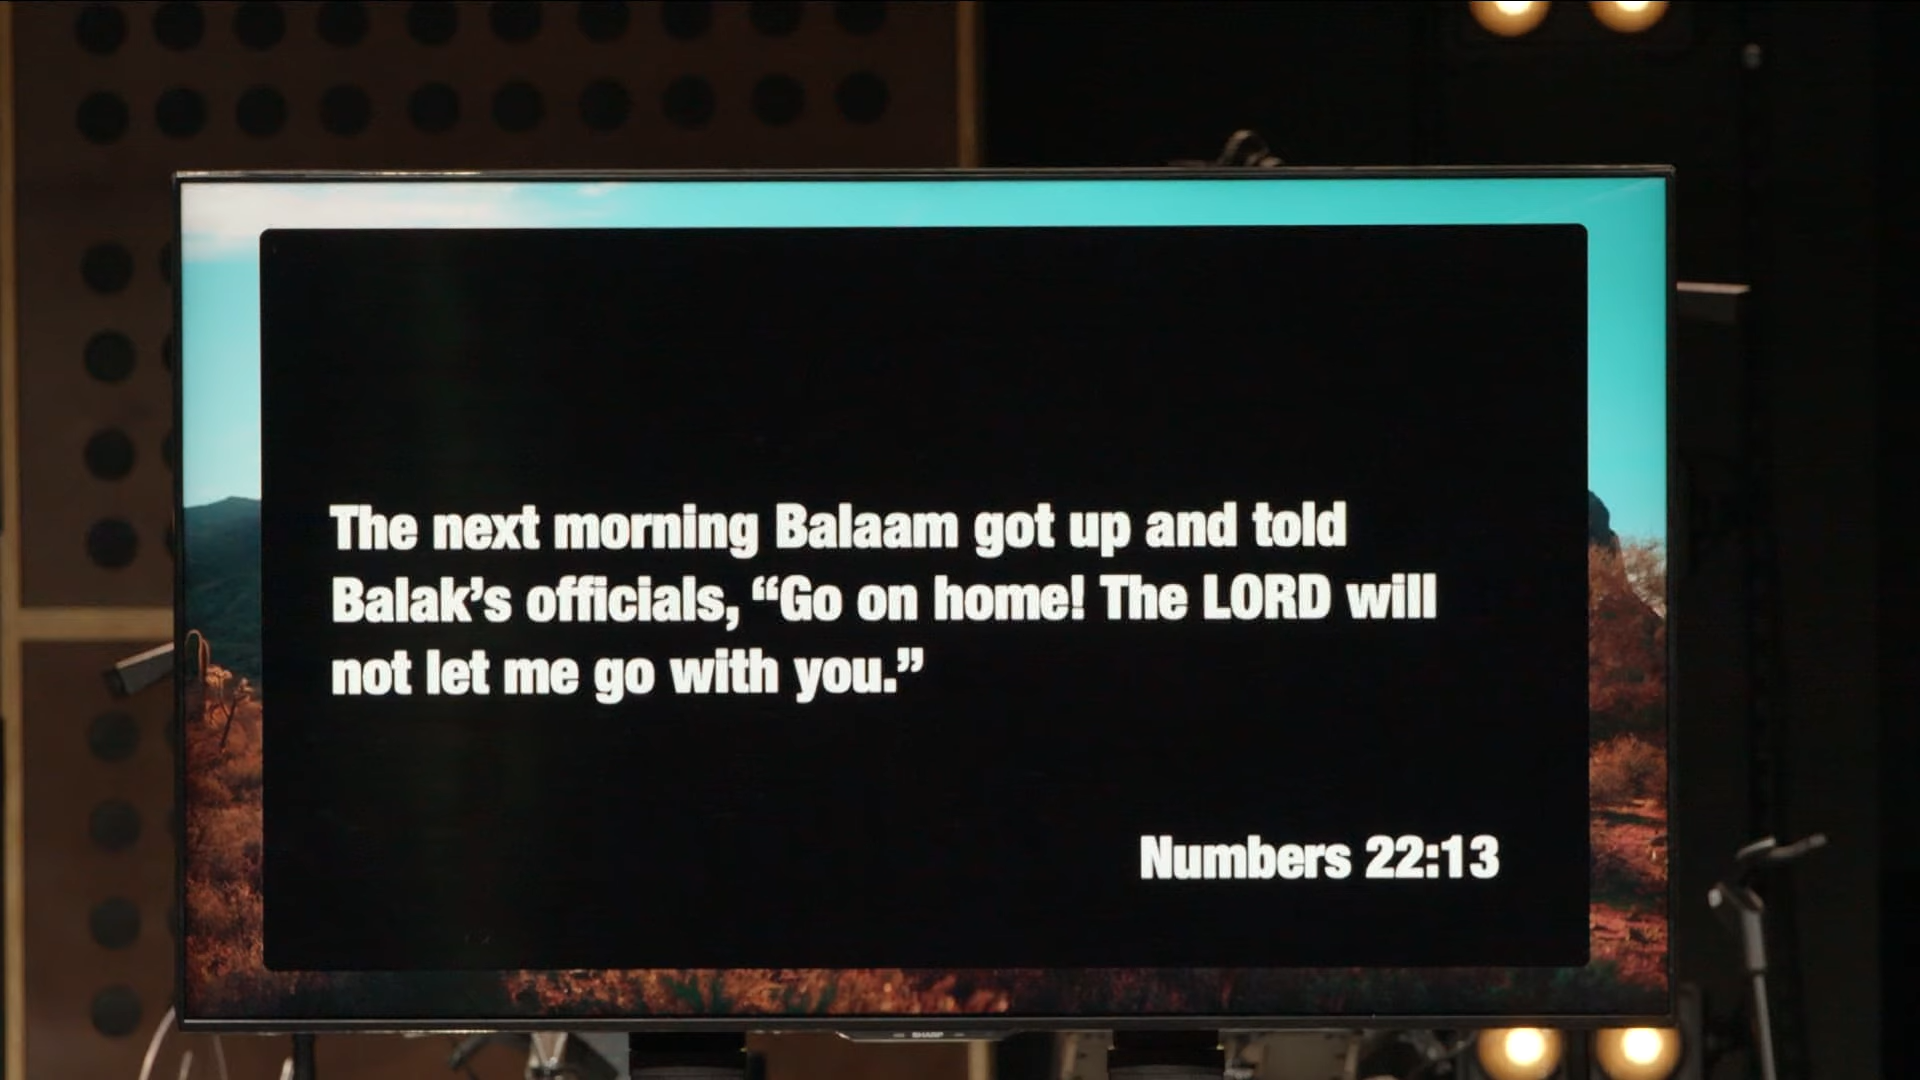 The next morning Balaam got up and told
Balak’s officials, “Go on home! The LORD will
not let me go with you.”
Numbers 22:13
SHARP